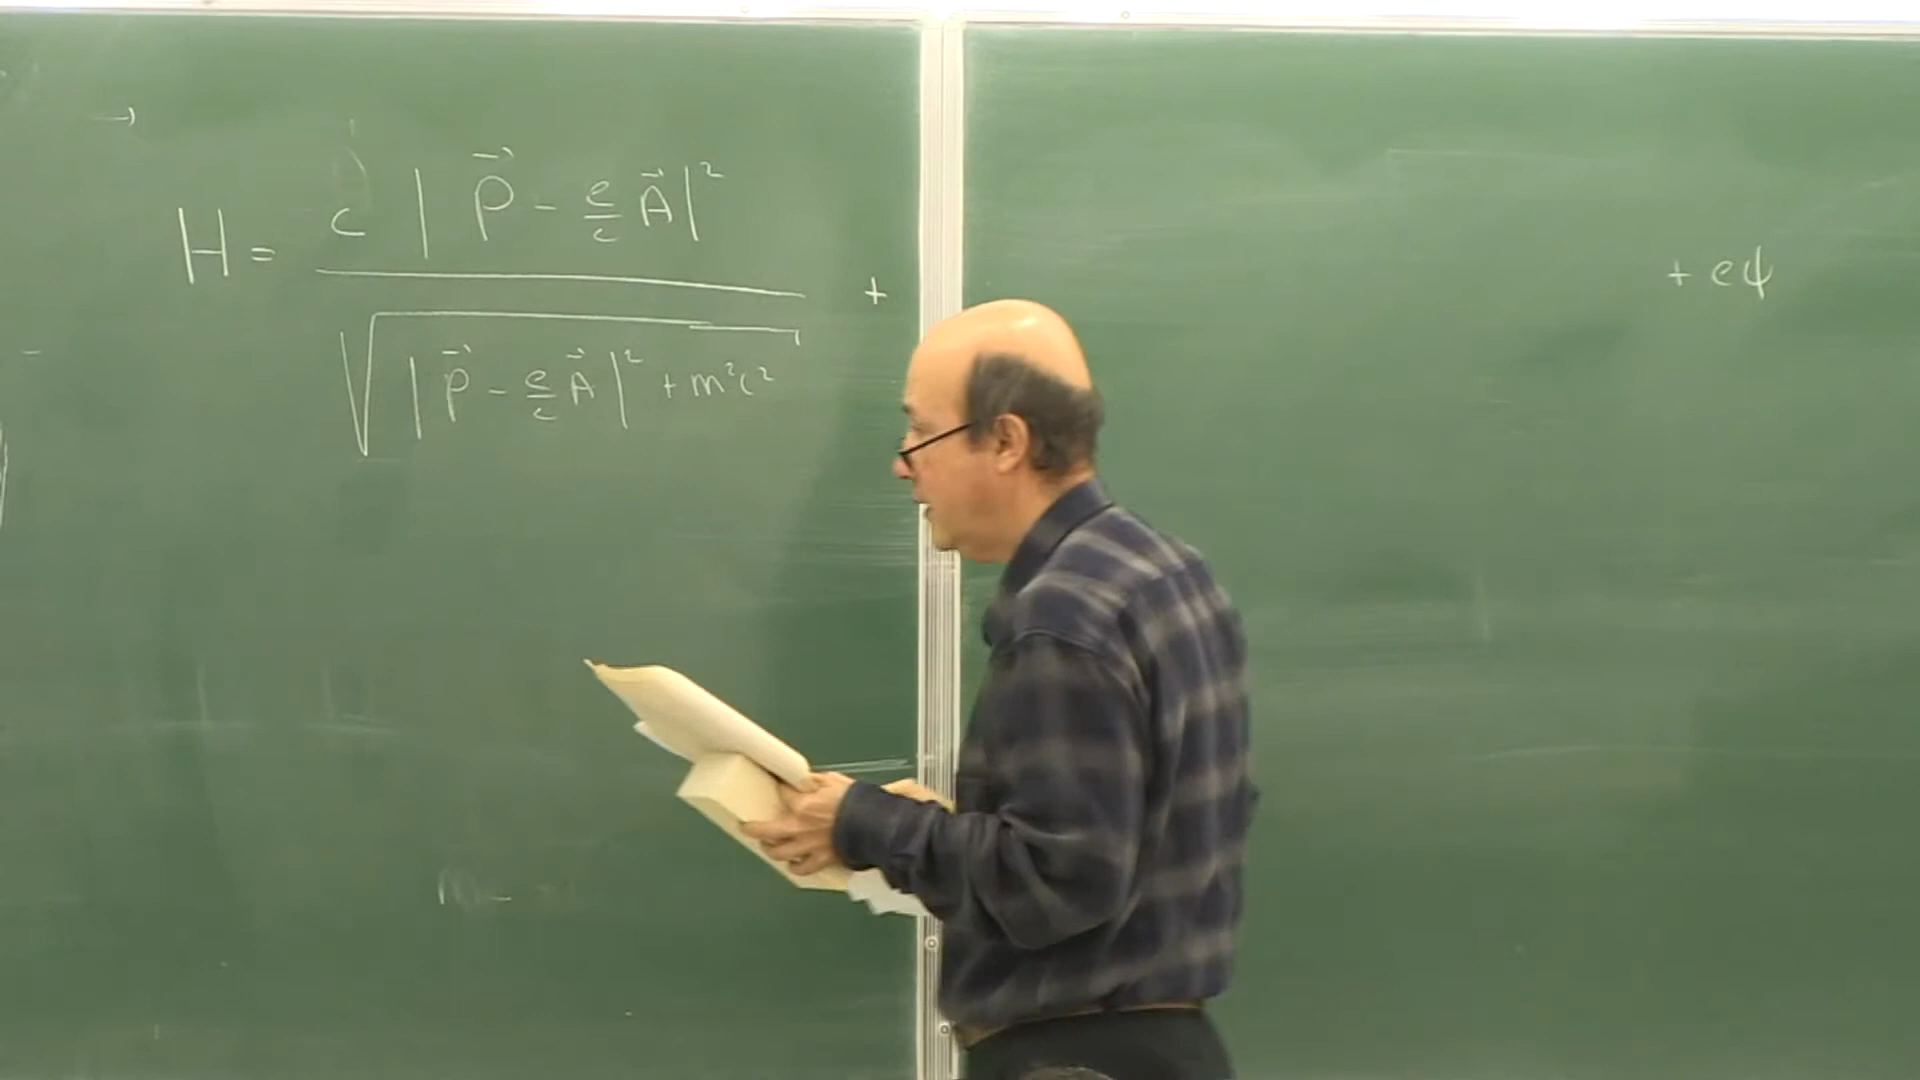 H = c |P⃗ - e/c A⃗|² / √(|P⃗ - e/c A⃗|² + m²c²) + + eψ